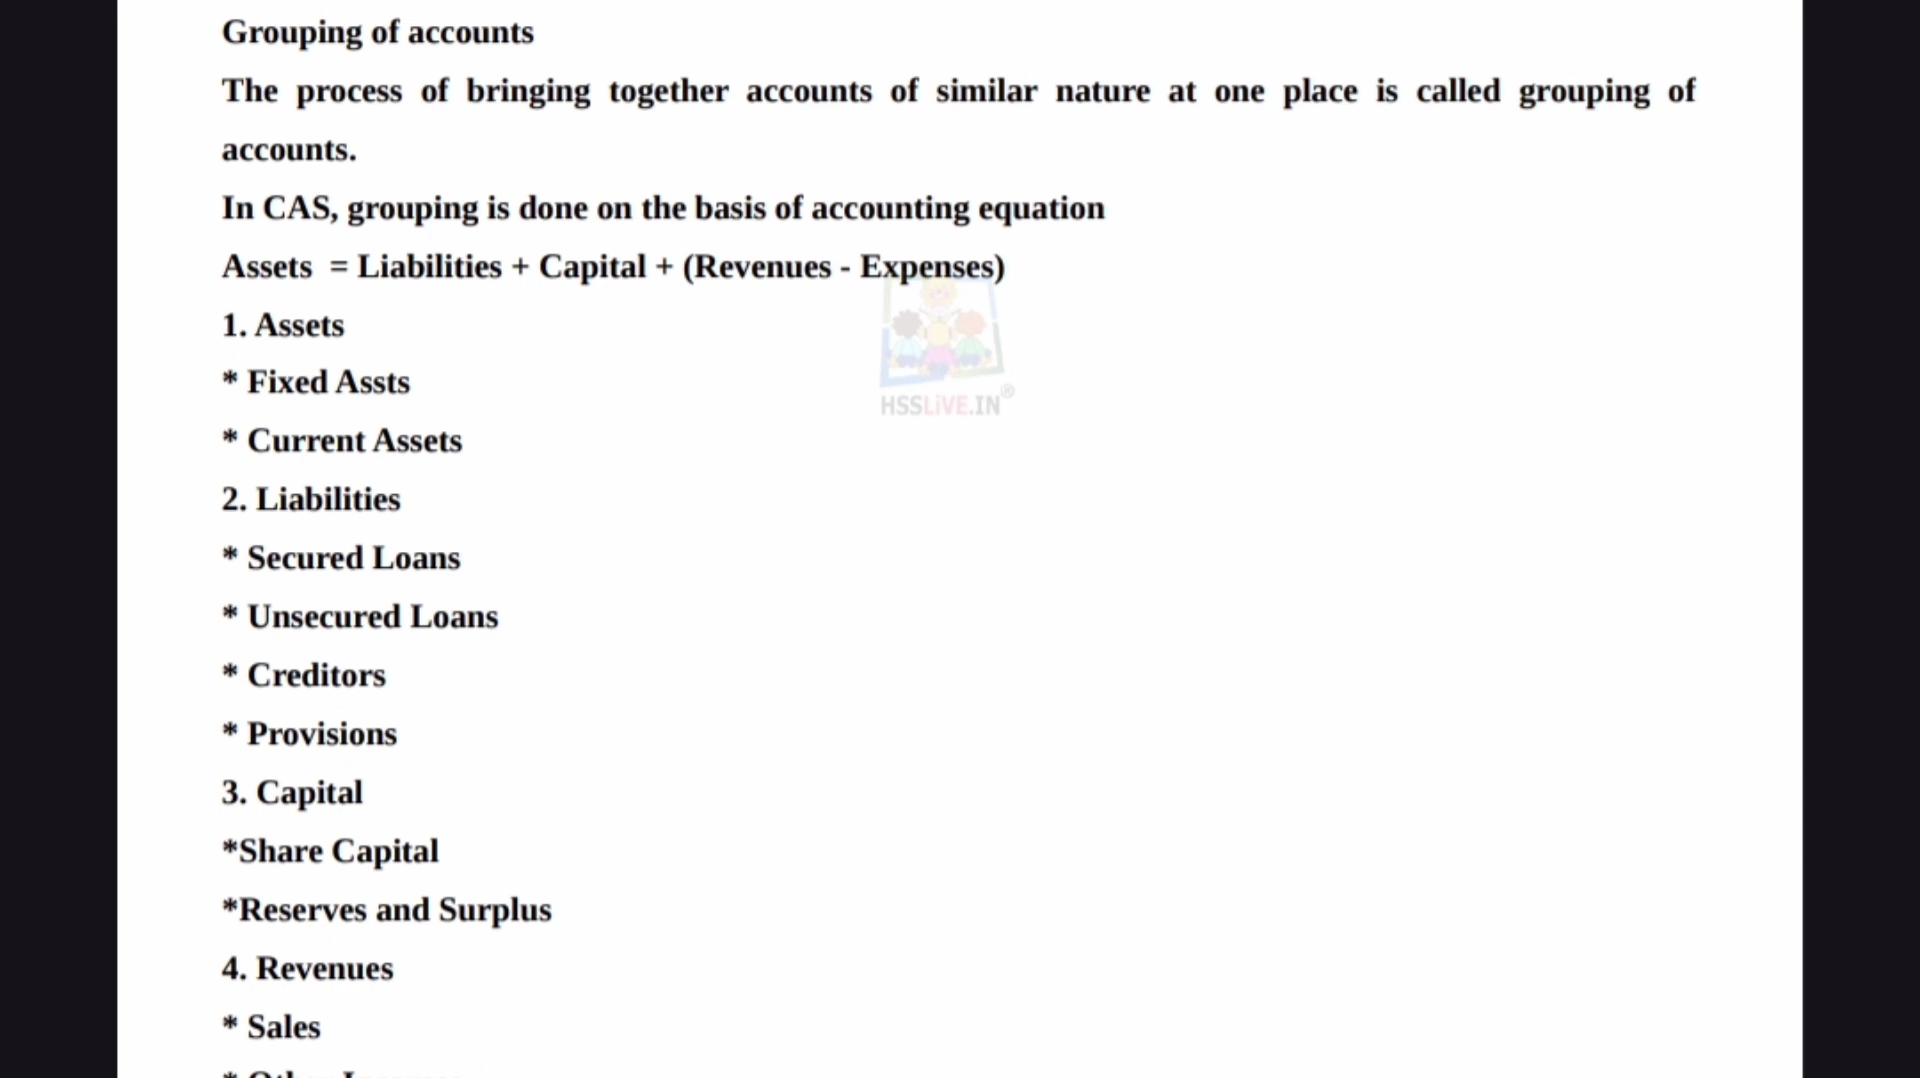 Grouping of accounts
The process of bringing together accounts of similar nature at one place is called grouping of
accounts.
In CAS, grouping is done on the basis of accounting equation
Assets = Liabilities + Capital + (Revenues - Expenses)
1. Assets
* Fixed Assts
HSSLiVE.IN®
* Current Assets
2. Liabilities
* Secured Loans
* Unsecured Loans
* Creditors
* Provisions
3. Capital
*Share Capital
*Reserves and Surplus
4. Revenues
* Sales